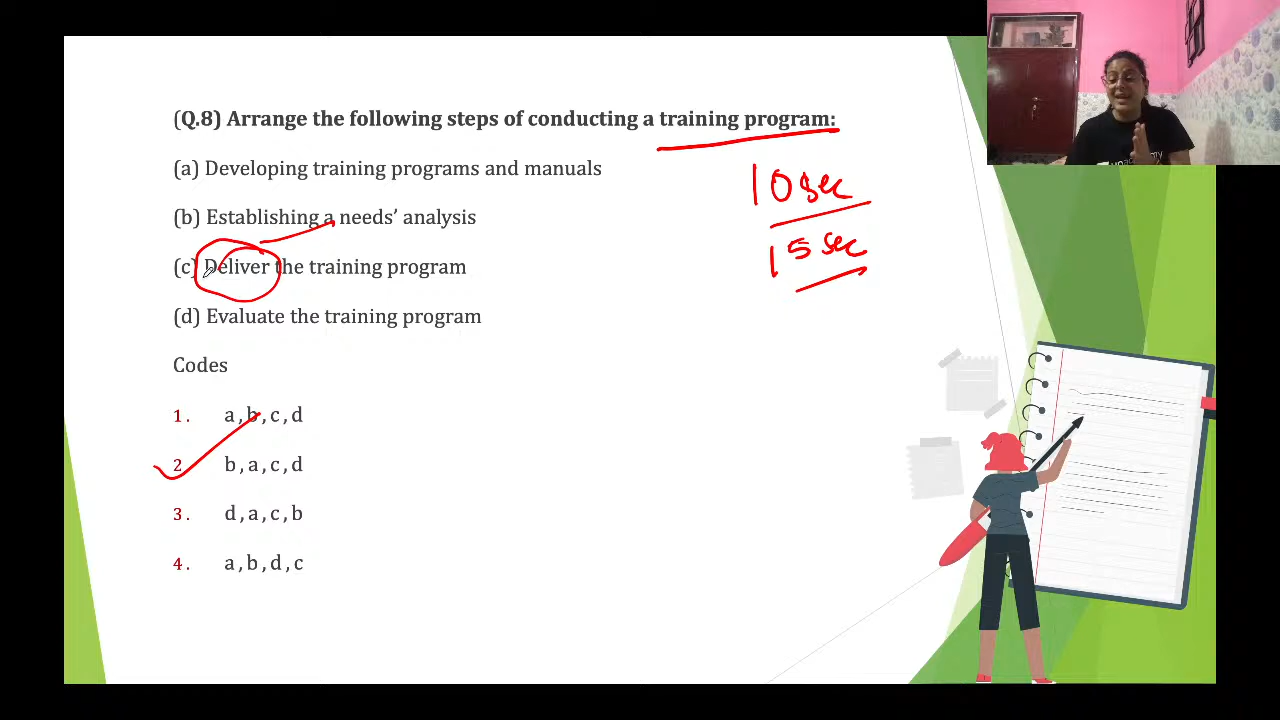 (Q.8) Arrange the following steps of conducting a training program:
(a) Developing training programs and manuals
10 sec
(b) Establishing a needs’ analysis
15 sec
(c) Deliver the training program
(d) Evaluate the training program
Codes
1. a,b,c,d
2 b,a,c,d
3. d,a,c,b
4. a,b,d,c